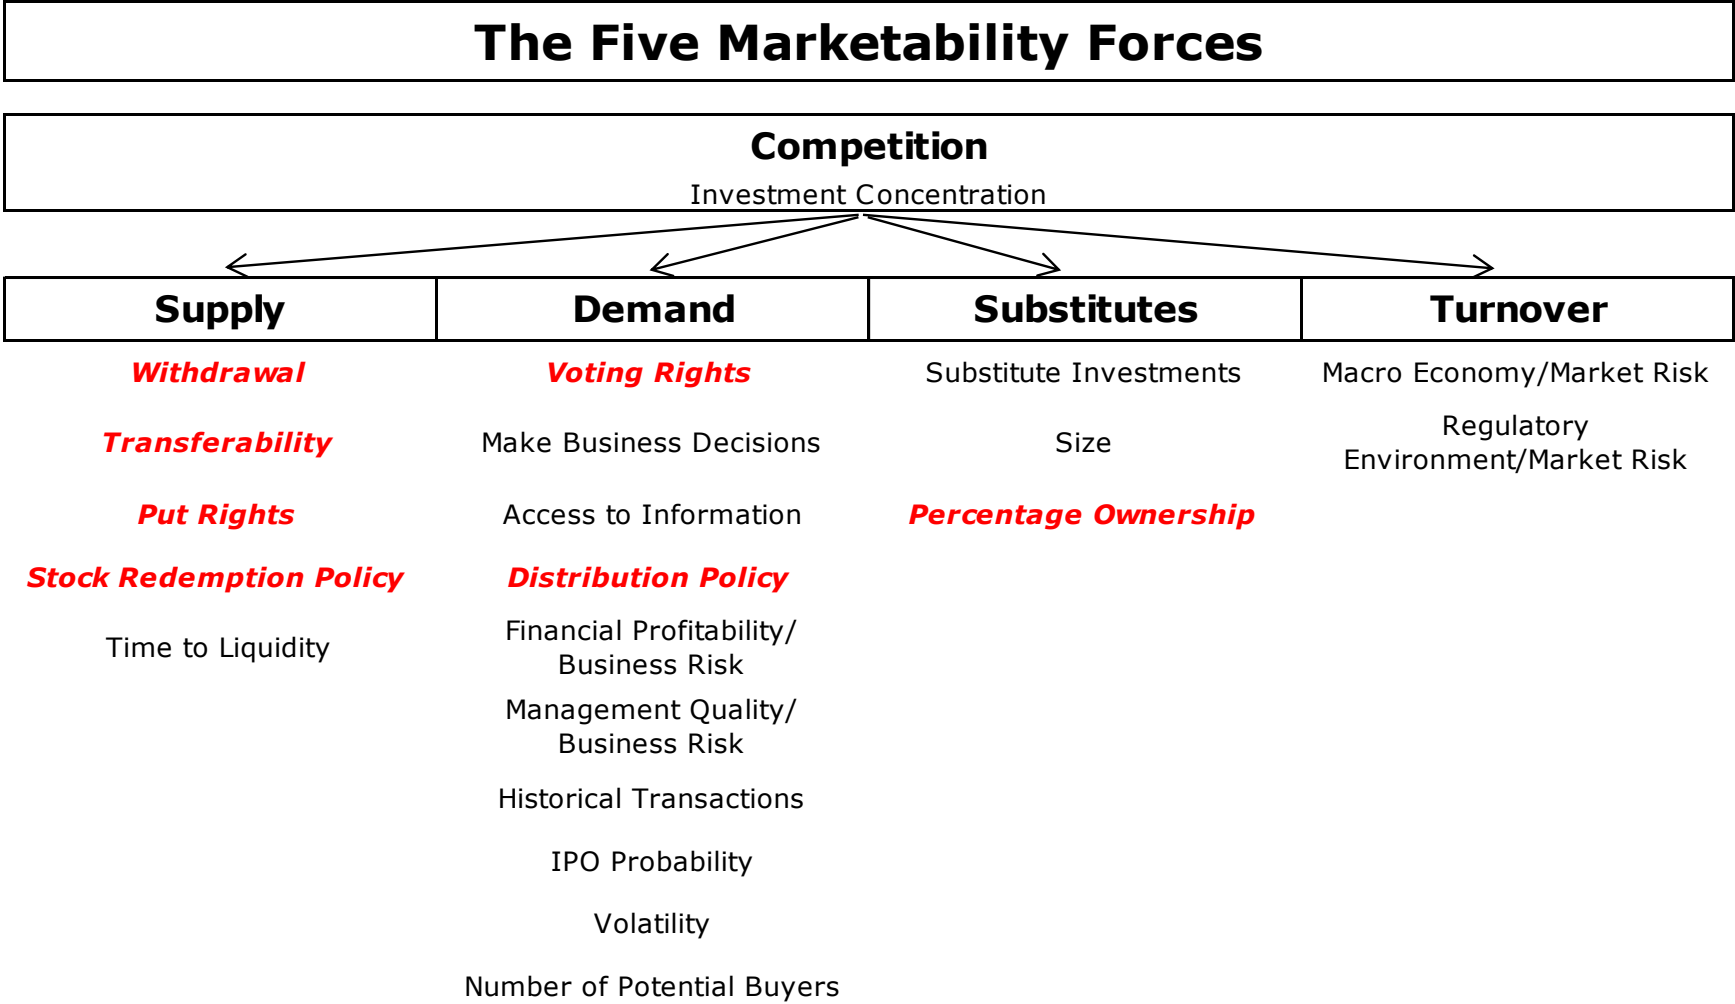 The Five Marketability Forces
Competition
Investment Concentration
Supply
Demand
Substitutes
Turnover
Withdrawal
Transferability
Put Rights
Stock Redemption Policy
Time to Liquidity
Voting Rights
Make Business Decisions
Access to Information
Distribution Policy
Financial Profitability/
Business Risk
Management Quality/
Business Risk
Historical Transactions
IPO Probability
Volatility
Number of Potential Buyers
Substitute Investments
Size
Percentage Ownership
Macro Economy/Market Risk
Regulatory
Environment/Market Risk